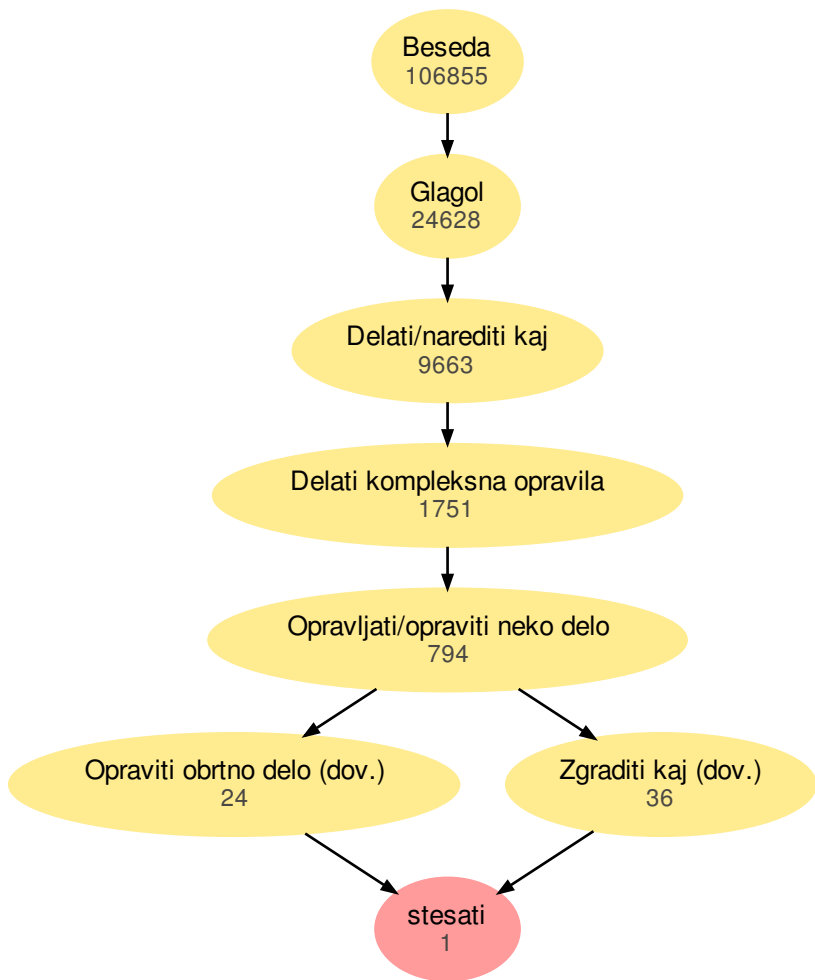 Beseda
106855
Glagol
24628
Delati/narediti kaj
9663
Delati kompleksna opravila
1751
Opravljati/opraviti neko delo
794
Opraviti obrtno delo (dov.)
24
Zgraditi kaj (dov.)
36
stesati
1